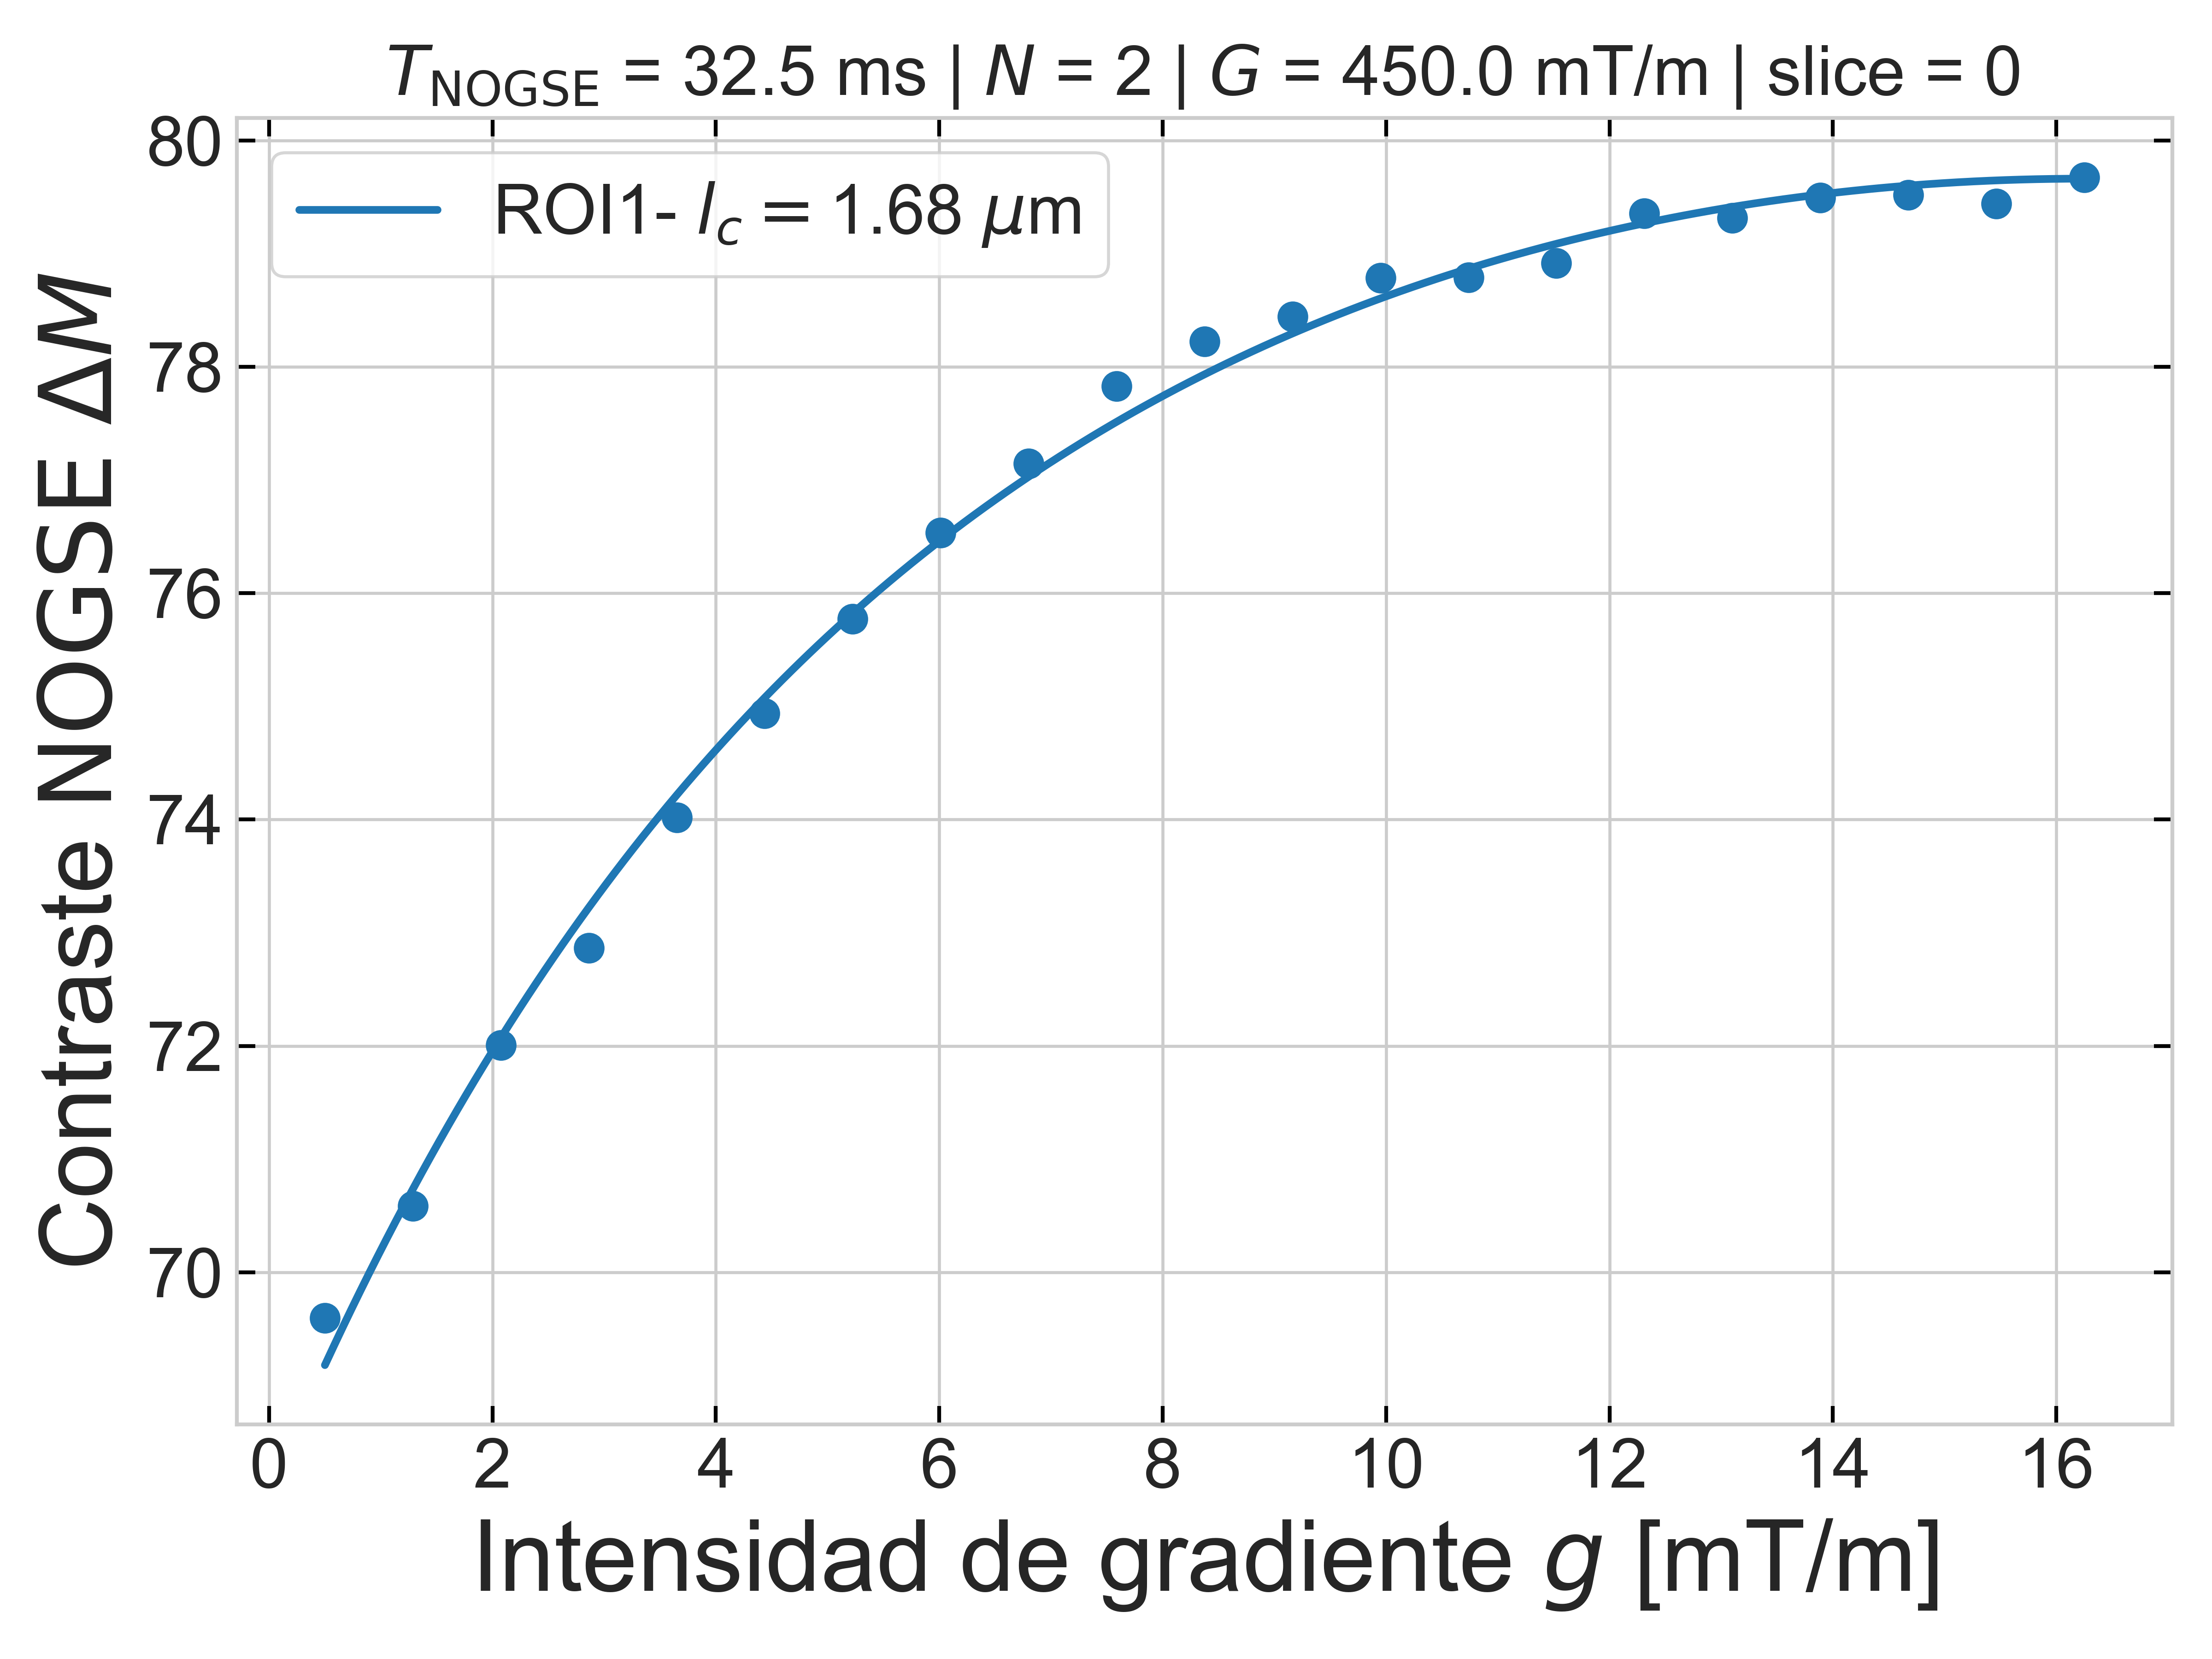 T_NOGSE = 32.5 ms | N = 2 | G = 450.0 mT/m | slice = 0
80
78
76
74
72
70
Contraste NOGSE ΔM
ROI1- l_c = 1.68 μm
0 2 4 6 8 10 12 14 16
Intensidad de gradiente g [mT/m]